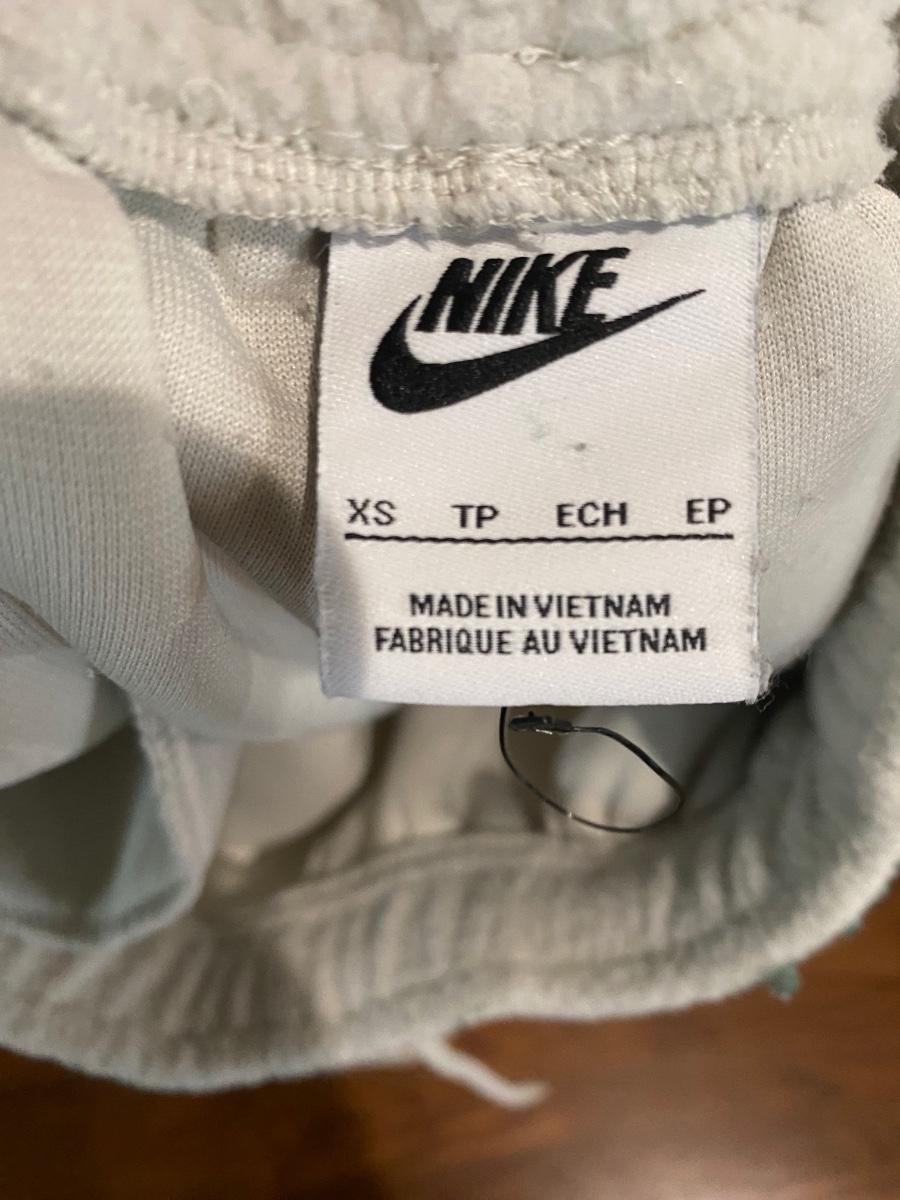 NIKE
XS TP ECH EP
MADE IN VIETNAM
FABRIQUE AU VIETNAM